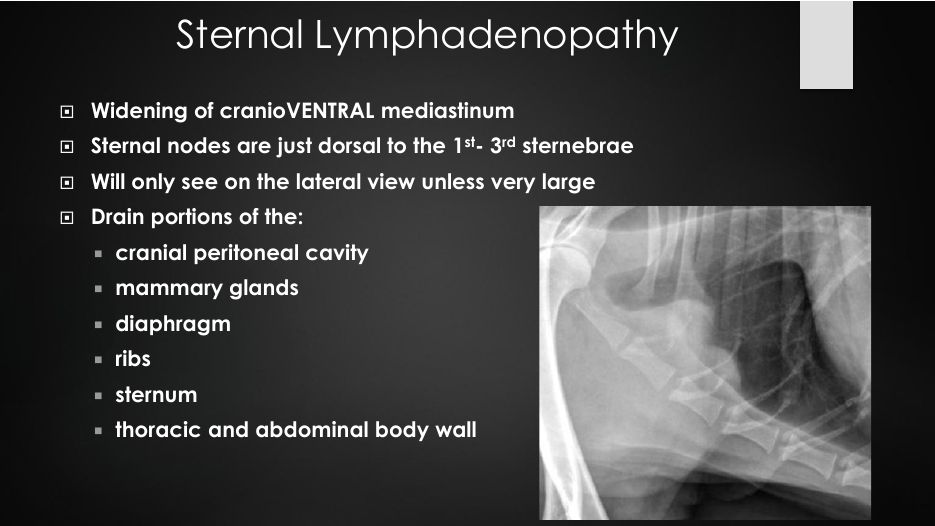 Sternal Lymphadenopathy
Widening of cranioVENTRAL mediastinum
Sternal nodes are just dorsal to the 1st- 3rd sternebrae
Will only see on the lateral view unless very large
Drain portions of the:
cranial peritoneal cavity
mammary glands
diaphragm
ribs
sternum
thoracic and abdominal body wall